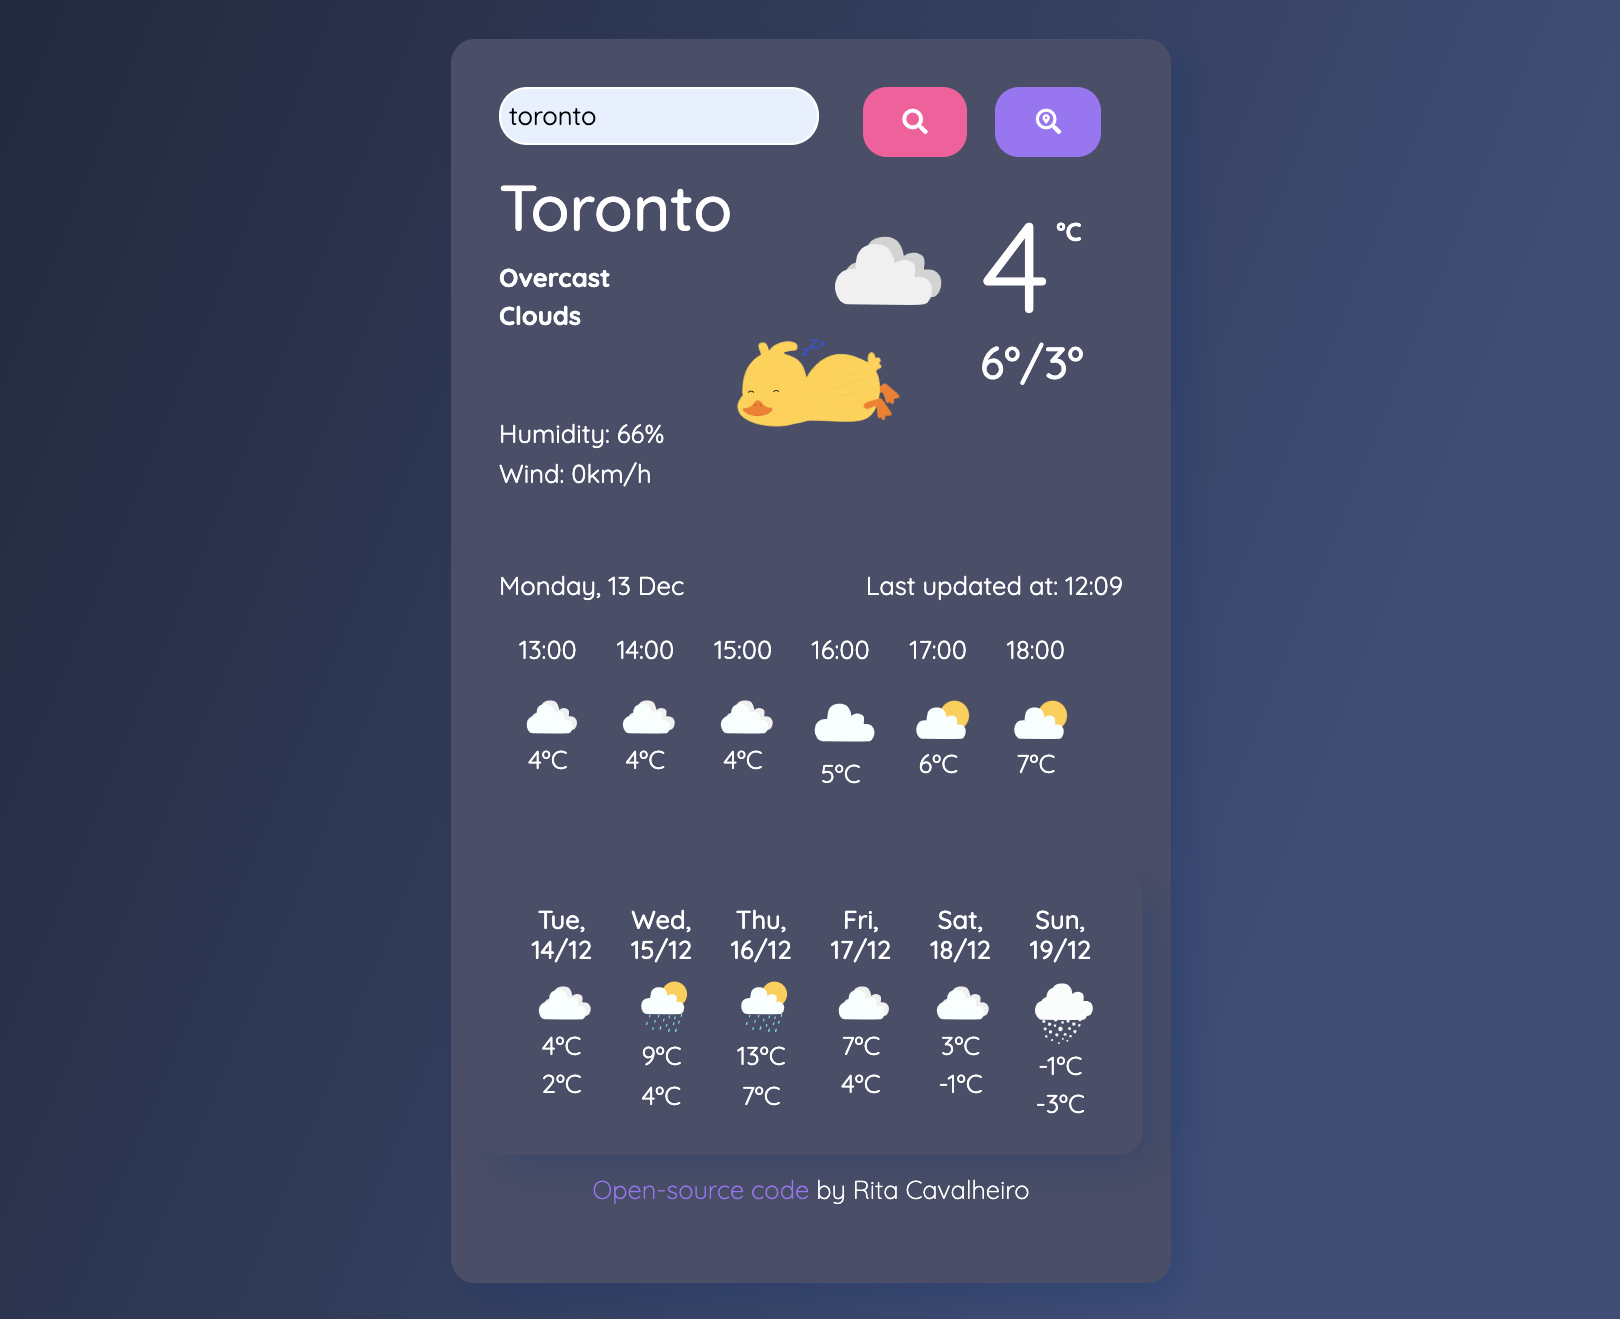 toronto
Toronto
4 °C
Overcast
Clouds
6°/3°
zzz
Humidity: 66%
Wind: 0km/h
Monday, 13 Dec Last updated at: 12:09
13:00 14:00 15:00 16:00 17:00 18:00
4°C 4°C 4°C 5°C 6°C 7°C
Tue, Wed, Thu, Fri, Sat, Sun,
14/12 15/12 16/12 17/12 18/12 19/12
4°C 9°C 13°C 7°C 3°C -1°C
2°C 4°C 7°C 4°C -1°C -3°C
Open-source code by Rita Cavalheiro